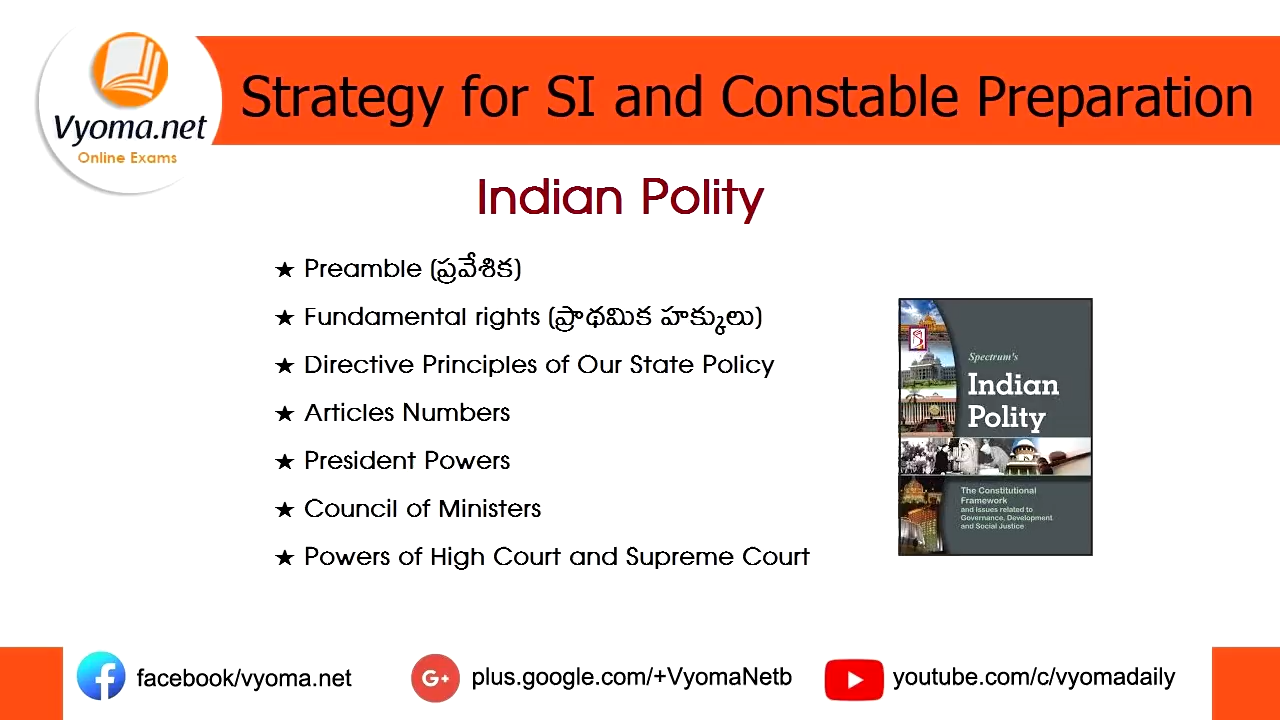 Strategy for SI and Constable Preparation
Vyoma.net
Online Exams
Indian Polity
★ Preamble (ప్రవేశిక)
★ Fundamental rights (ప్రాథమిక హక్కులు)
★ Directive Principles of Our State Policy
★ Articles Numbers
★ President Powers
★ Council of Ministers
★ Powers of High Court and Supreme Court
Spectrum's
Indian
Polity
The Constitutional
Framework
and Issues related to
Governance, Development
and Social Justice
facebook/vyoma.net
G+
plus.google.com/+VyomaNetb
youtube.com/c/vyomadaily